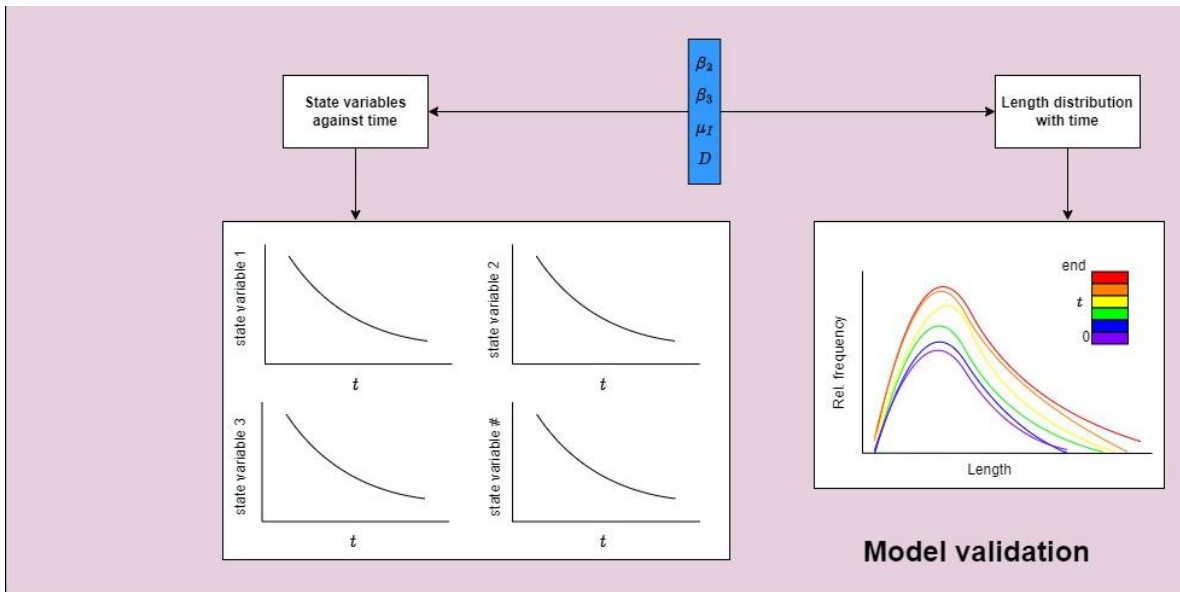 β₂
β₃
μ_I
D
State variables
against time
Length distribution
with time
state variable 1
t
state variable 2
t
state variable 3
t
state variable #
t
end
t
0
Rel. frequency
Length
Model validation